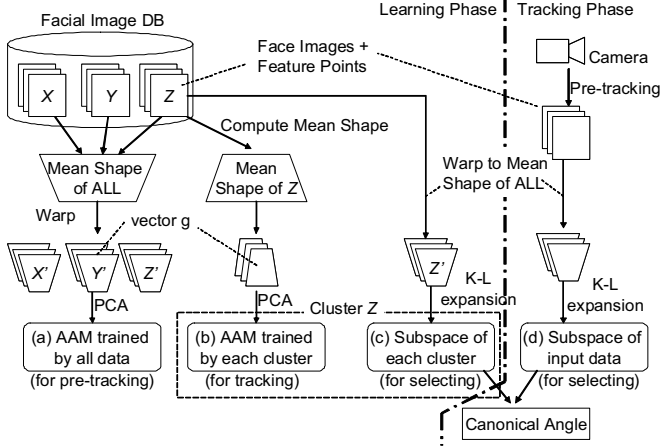 Learning Phase
Tracking Phase
Facial Image DB
Face Images +
Feature Points
Camera
Pre-tracking
X
Y
Z
Compute Mean Shape
Mean Shape
of ALL
Mean
Shape of Z
Warp to Mean
Shape of ALL
Warp
vector g
X'
Y'
Z'
Z'
PCA
PCA
K-L
expansion
K-L
expansion
Cluster Z
(a) AAM trained
by all data
(for pre-tracking)
(b) AAM trained
by each cluster
(for tracking)
(c) Subspace of
each cluster
(for selecting)
(d) Subspace of
input data
(for selecting)
Canonical Angle